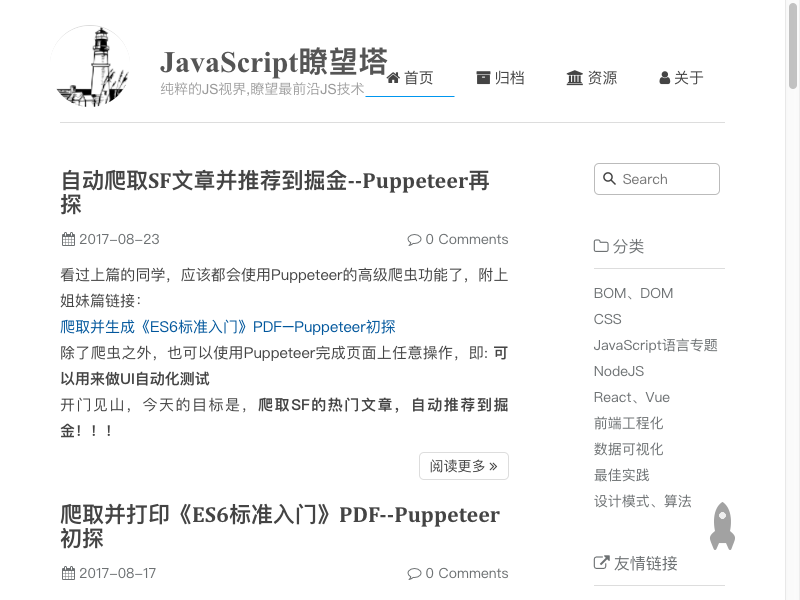 JavaScript瞭望塔
纯粹的JS视界,瞭望最前沿JS技术
首页
归档
资源
关于
自动爬取SF文章并推荐到掘金--Puppeteer再
探
2017-08-23
0 Comments
看过上篇的同学，应该都会使用Puppeteer的高级爬虫功能了，附上
姐妹篇链接：
爬取并生成《ES6标准入门》PDF—Puppeteer初探
除了爬虫之外，也可以使用Puppeteer完成页面上任意操作，即: 可
以用来做UI自动化测试
开门见山，今天的目标是，爬取SF的热门文章，自动推荐到掘
金！！！
阅读更多 »
爬取并打印《ES6标准入门》PDF--Puppeteer
初探
2017-08-17
0 Comments
Search
分类
BOM、DOM
CSS
JavaScript语言专题
NodeJS
React、Vue
前端工程化
数据可视化
最佳实践
设计模式、算法
友情链接